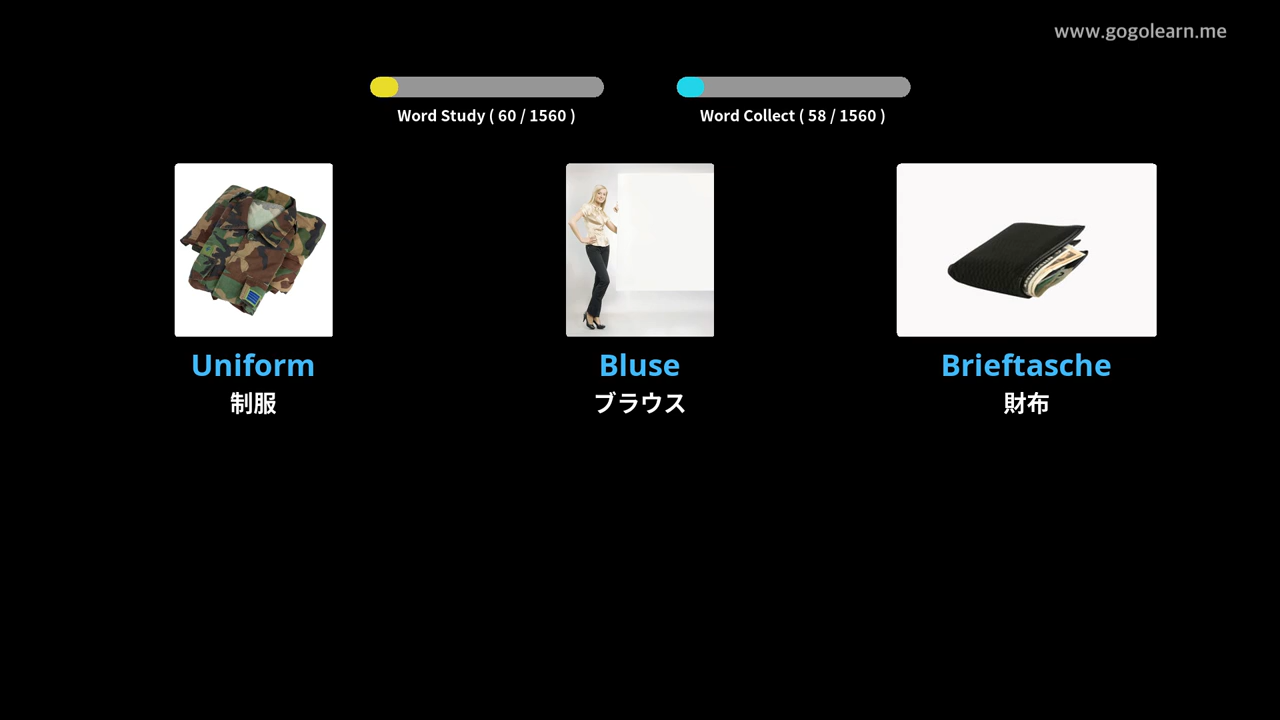 www.gogolearn.me
Word Study ( 60 / 1560 )
Word Collect ( 58 / 1560 )
Uniform
制服
Bluse
ブラウス
Brieftasche
財布